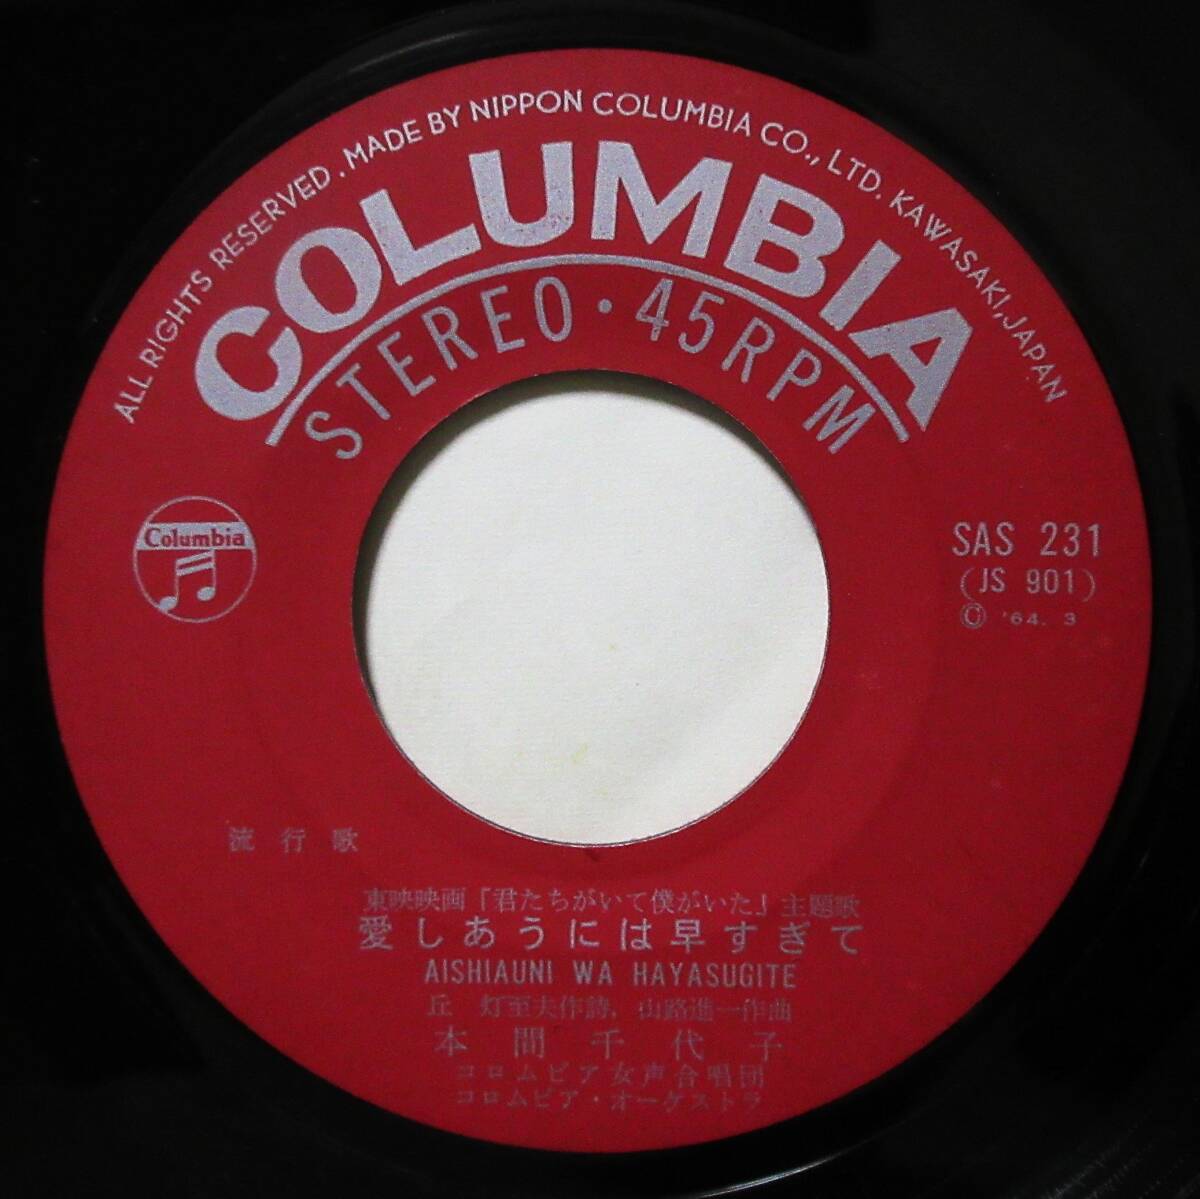 ALL RIGHTS RESERVED. MADE BY NIPPON COLUMBIA CO., LTD. KAWASAKI, JAPAN
COLUMBIA
STEREO・45RPM
Columbia
SAS 231
(JS 901)
© '64. 3
流行歌
東映映画「君たちがいて僕がいた」主題歌
愛しあうには早すぎて
AISHIAUNI WA HAYASUGITE
丘 灯至夫作詩、山路進一作曲
本間千代子
コロムビア女声合唱団
コロムビア・オーケストラ